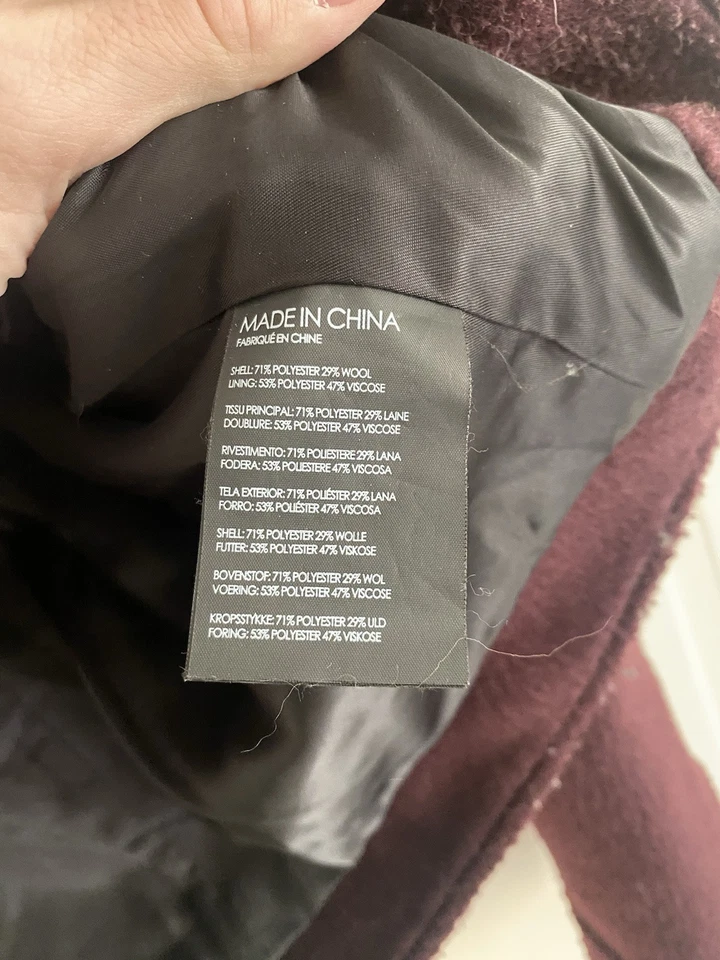 MADE IN CHINA
FABRIQUÉ EN CHINE
SHELL: 71% POLYESTER 29% WOOL
LINING: 53% POLYESTER 47% VISCOSE
TISSU PRINCIPAL: 71% POLYESTER 29% LAINE
DOUBLURE: 53% POLYESTER 47% VISCOSE
RIVESTIMENTO: 71% POLIESTERE 29% LANA
FODERA: 53% POLIESTERE 47% VISCOSA
TELA EXTERIOR: 71% POLIÉSTER 29% LANA
FORRO: 53% POLIÉSTER 47% VISCOSA
SHELL: 71% POLYESTER 29% WOLLE
FUTTER: 53% POLYESTER 47% VISKOSE
BOVENSTOF: 71% POLYESTER 29% WOL
VOERING: 53% POLYESTER 47% VISCOSE
KROPSSTYKKE: 71% POLYESTER 29% ULD
FORING: 53% POLYESTER 47% VISKOSE